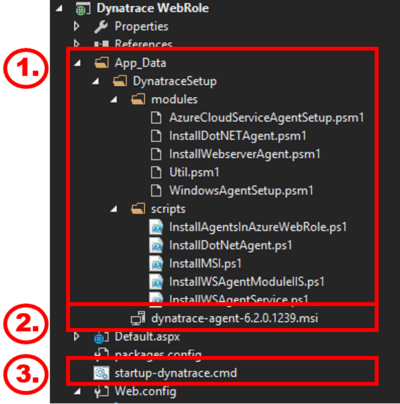 Dynatrace WebRole
Properties
References
1.
App_Data
DynatraceSetup
modules
AzureCloudServiceAgentSetup.psm1
InstallDotNETAgent.psm1
InstallWebserverAgent.psm1
Util.psm1
WindowsAgentSetup.psm1
scripts
InstallAgentsInAzureWebRole.ps1
InstallDotNetAgent.ps1
InstallMSI.ps1
InstallWSAgentModuleIIS.ps1
InstallWSAgentService.ps1
2.
dynatrace-agent-6.2.0.1239.msi
Default.aspx
packages.config
3.
startup-dynatrace.cmd
Web.config